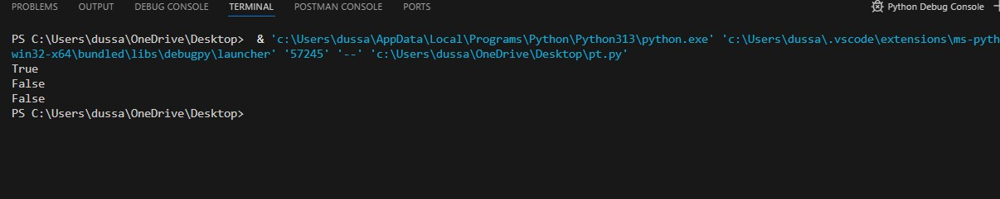 PROBLEMS OUTPUT DEBUG CONSOLE TERMINAL POSTMAN CONSOLE PORTS Python Debug Console
PS C:\Users\dussa\OneDrive\Desktop>  & 'c:\Users\dussa\AppData\Local\Programs\Python\Python313\python.exe' 'c:\Users\dussa\.vscode\extensions\ms-pyth
win32-x64\bundled\libs\debugpy\launcher' '57245' '--' 'c:\Users\dussa\OneDrive\Desktop\pt.py'
True
False
False
PS C:\Users\dussa\OneDrive\Desktop>